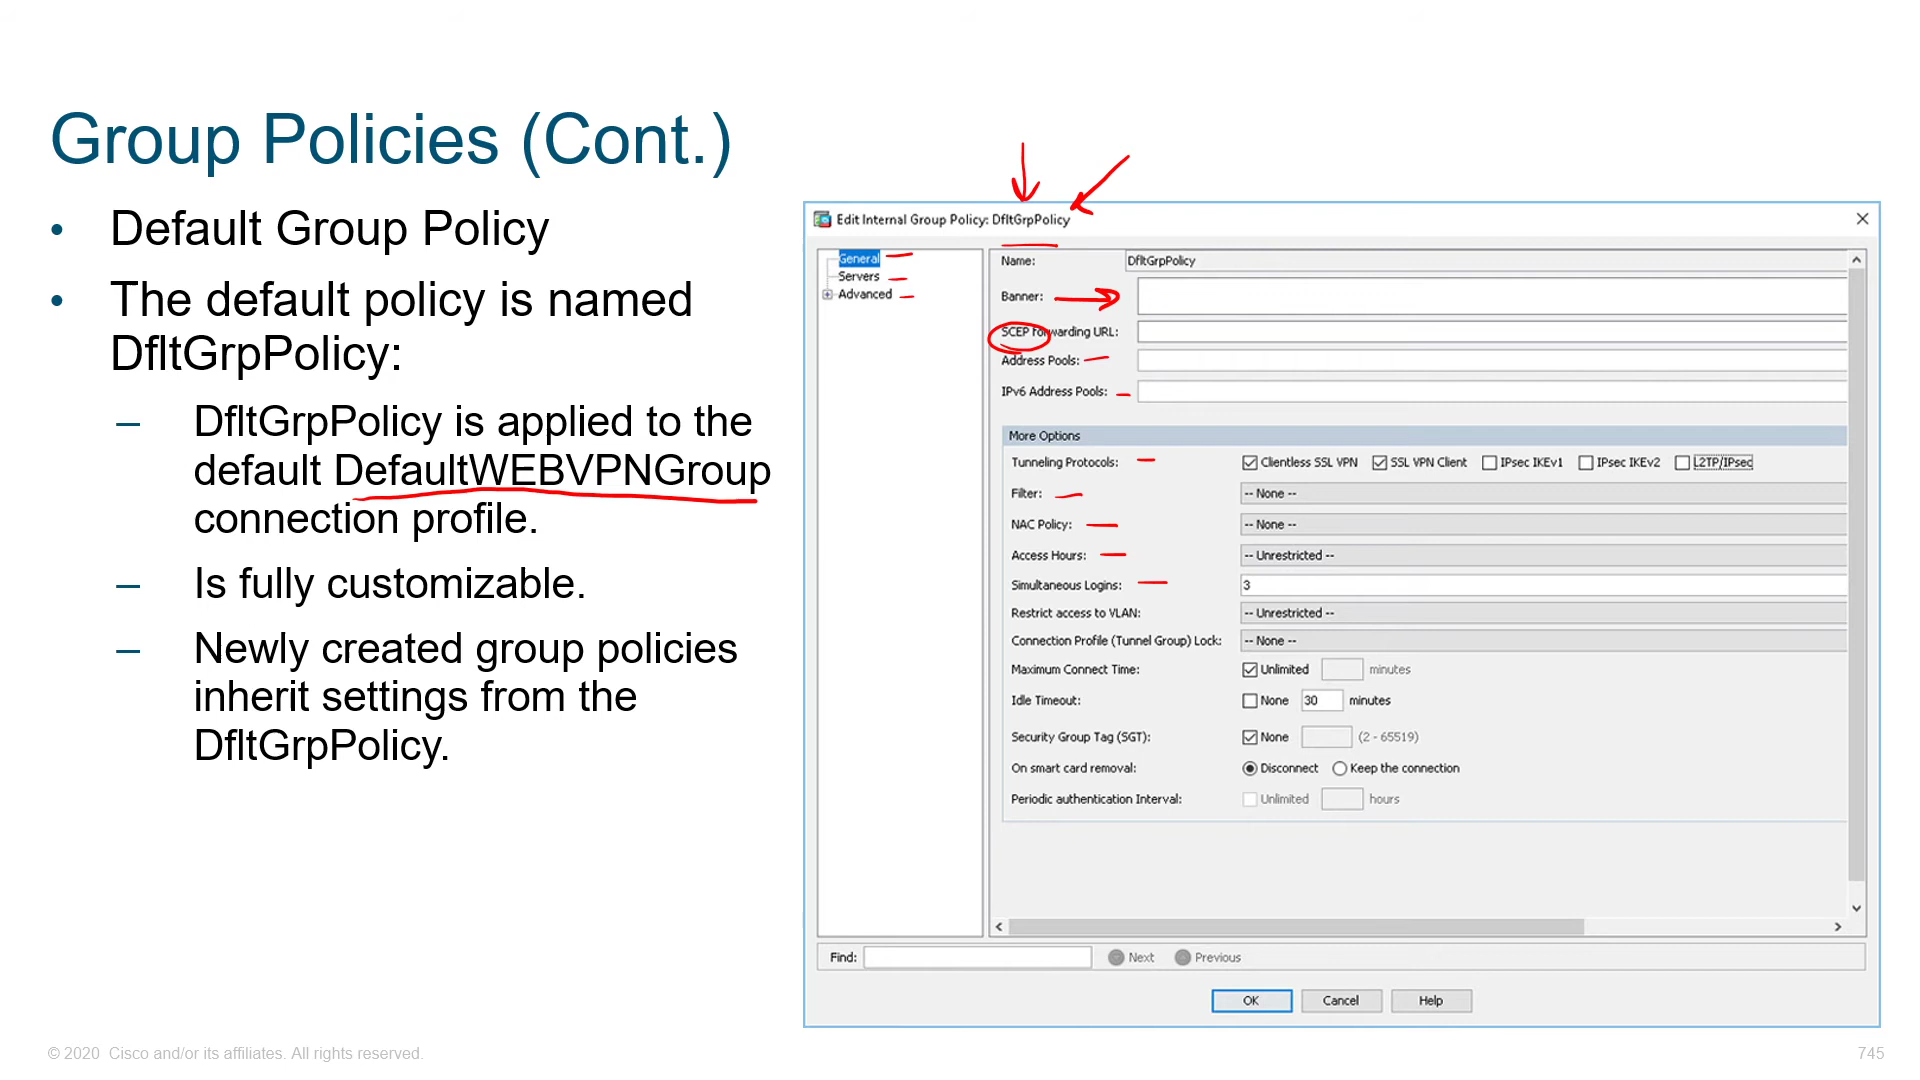 Group Policies (Cont.)
• Default Group Policy
• The default policy is named
DfltGrpPolicy:
– DfltGrpPolicy is applied to the
default DefaultWEBVPNGroup
connection profile.
– Is fully customizable.
– Newly created group policies
inherit settings from the
DfltGrpPolicy.
Edit Internal Group Policy: DfltGrpPolicy
General
Servers
Advanced
Name: DfltGrpPolicy
Banner:
SCEP forwarding URL:
Address Pools:
IPv6 Address Pools:
More Options
Tunneling Protocols: Clientless SSL VPN SSL VPN Client IPsec IKEv1 IPsec IKEv2 L2TP/IPsec
Filter: -- None --
NAC Policy: -- None --
Access Hours: -- Unrestricted --
Simultaneous Logins: 3
Restrict access to VLAN: -- Unrestricted --
Connection Profile (Tunnel Group) Lock: -- None --
Maximum Connect Time: Unlimited minutes
Idle Timeout: None 30 minutes
Security Group Tag (SGT): None (2 - 65519)
On smart card removal: Disconnect Keep the connection
Periodic authentication Interval: Unlimited hours
Find: Next Previous
OK Cancel Help
© 2020 Cisco and/or its affiliates. All rights reserved.
745